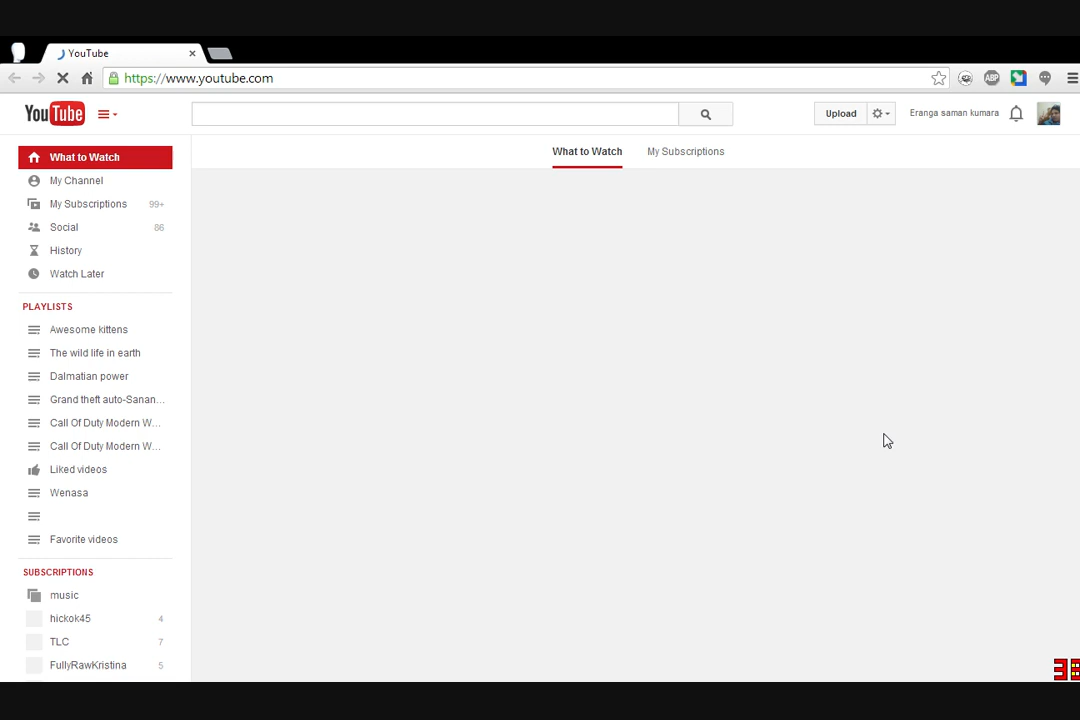 YouTube
https://www.youtube.com
ABP
YouTube
Upload
Eranga saman kumara
What to Watch
My Subscriptions
What to Watch
My Channel
My Subscriptions 99+
Social 86
History
Watch Later
PLAYLISTS
Awesome kittens
The wild life in earth
Dalmatian power
Grand theft auto-Sanan...
Call Of Duty Modern W...
Call Of Duty Modern W...
Liked videos
Wenasa
Favorite videos
SUBSCRIPTIONS
music
hickok45 4
TLC 7
FullyRawKristina 5